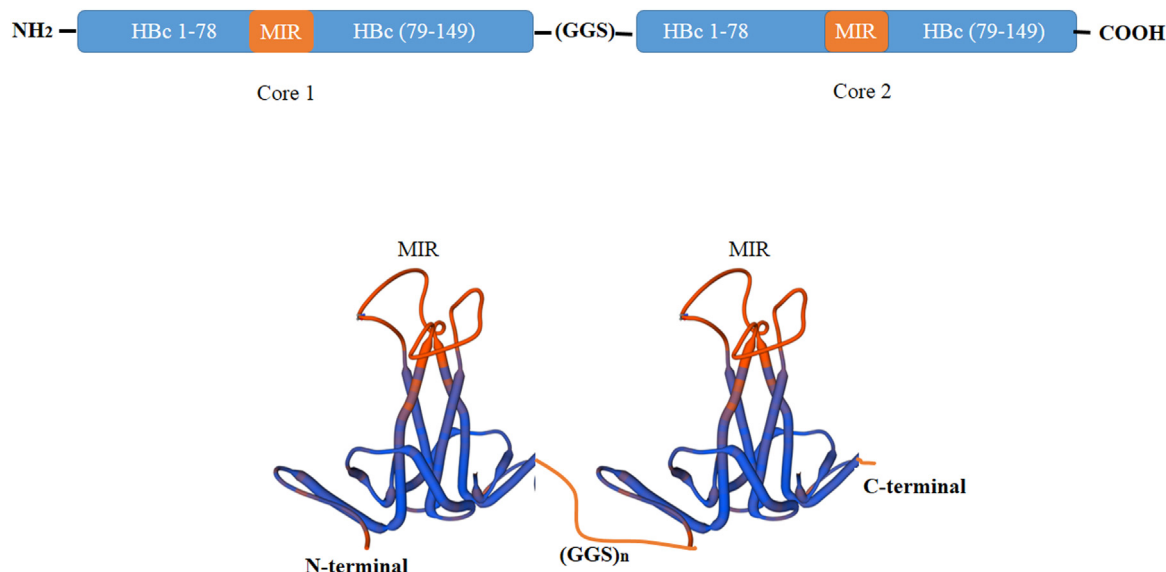 NH2 HBc 1-78 MIR HBc (79-149) (GGS) HBc 1-78 MIR HBc (79-149) COOH
Core 1 Core 2
MIR MIR
C-terminal
(GGS)n
N-terminal